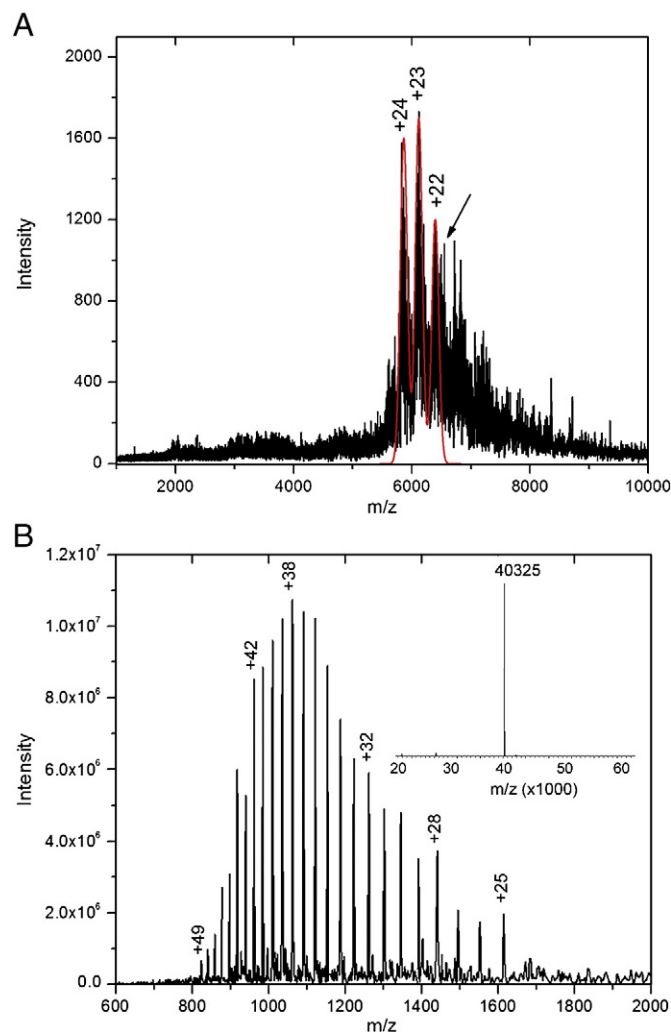 A
2000
1600
1200
800
400
0
Intensity
+24
+23
+22
2000
4000
6000
8000
10000
m/z
B
1.2x10⁷
1.0x10⁷
8.0x10⁶
6.0x10⁶
4.0x10⁶
2.0x10⁶
0.0
Intensity
+49
+42
+38
+32
+28
+25
40325
20 30 40 50 60
m/z (x1000)
600 800 1000 1200 1400 1600 1800 2000
m/z